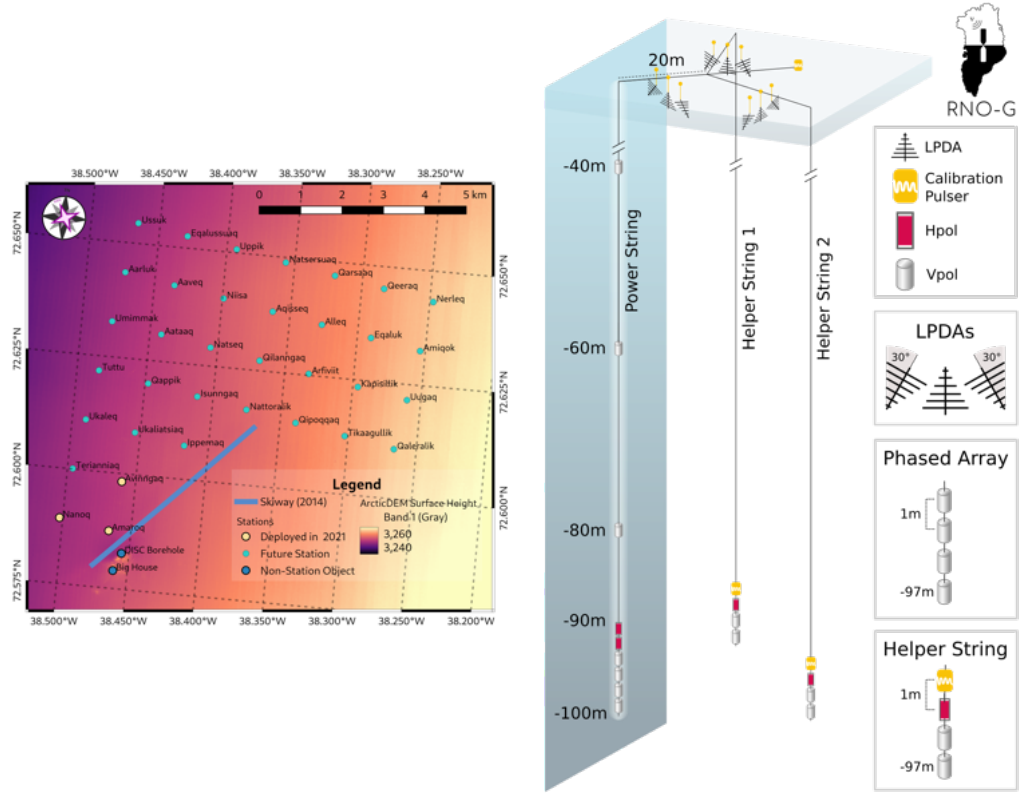 38.500°W 38.450°W 38.400°W 38.350°W 38.300°W 38.250°W
0 1 2 3 4 5 km
72.650°N
72.625°N
72.600°N
72.575°N
72.650°N
72.625°N
72.600°N
Ussuk
Eqalussuaq
Uppik
Natsersuaq
Qarsaaq
Qeeraq
Nerleq
Aarluk
Aaveq
Niisa
Aqisseq
Alleq
Eqaluk
Amiqok
Umimmak
Aataaq
Natseq
Qilanngaq
Arfiviit
Kapisillik
Uugaq
Tuttu
Qappik
Isunngaq
Nattoralik
Qipoqqaq
Tikaagullik
Qaleralik
Ukaleq
Ukaliatsiaq
Ippernaq
Terianniaq
Avinngaq
Nanoq
Amaroq
DISC Borehole
Big House
Legend
Skiway (2014)
Stations
Deployed in 2021
Future Station
Non-Station Object
ArcticDEM Surface Height
Band 1 (Gray)
3,260
3,240
38.500°W 38.450°W 38.400°W 38.350°W 38.300°W 38.250°W 38.200°W
20m
-40m
-60m
-80m
-90m
-100m
Power String
Helper String 1
Helper String 2
RNO-G
LPDA
Calibration
Pulser
Hpol
Vpol
LPDAs
30° 30°
Phased Array
1m
-97m
Helper String
1m
-97m